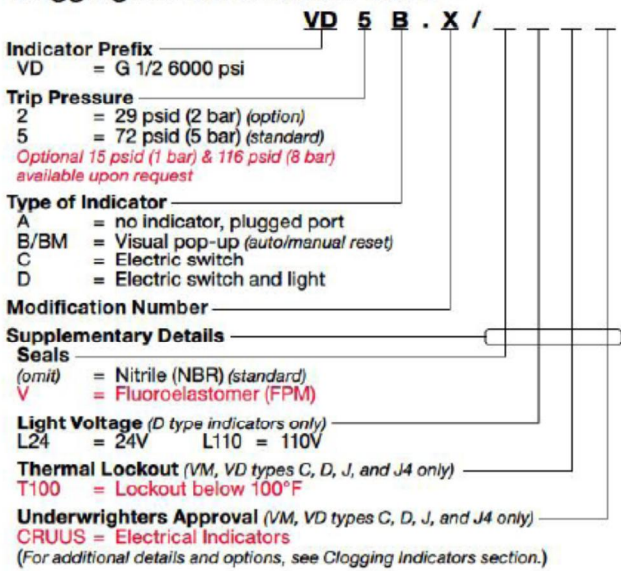 VD 5 B . X / _ _ _ _
Indicator Prefix
VD = G 1/2 6000 psi
Trip Pressure
2 = 29 psid (2 bar) (option)
5 = 72 psid (5 bar) (standard)
Optional 15 psid (1 bar) & 116 psid (8 bar)
available upon request
Type of Indicator
A = no indicator, plugged port
B/BM = Visual pop-up (auto/manual reset)
C = Electric switch
D = Electric switch and light
Modification Number
Supplementary Details
Seals
(omit) = Nitrile (NBR) (standard)
V = Fluoroelastomer (FPM)
Light Voltage (D type indicators only)
L24 = 24V L110 = 110V
Thermal Lockout (VM, VD types C, D, J, and J4 only)
T100 = Lockout below 100°F
Underwrighters Approval (VM, VD types C, D, J, and J4 only)
CRUUS = Electrical Indicators
(For additional details and options, see Clogging Indicators section.)